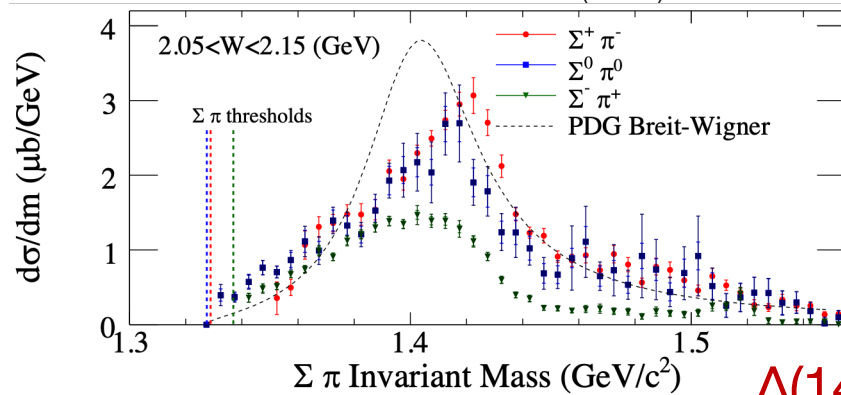 4
2.05<W<2.15 (GeV)
Σ⁺ π⁻
Σ⁰ π⁰
Σ⁻ π⁺
PDG Breit-Wigner
Σ π thresholds
3
2
1
0
dσ/dm (μb/GeV)
1.3
1.4
1.5
Σ π Invariant Mass (GeV/c²)
Λ(14